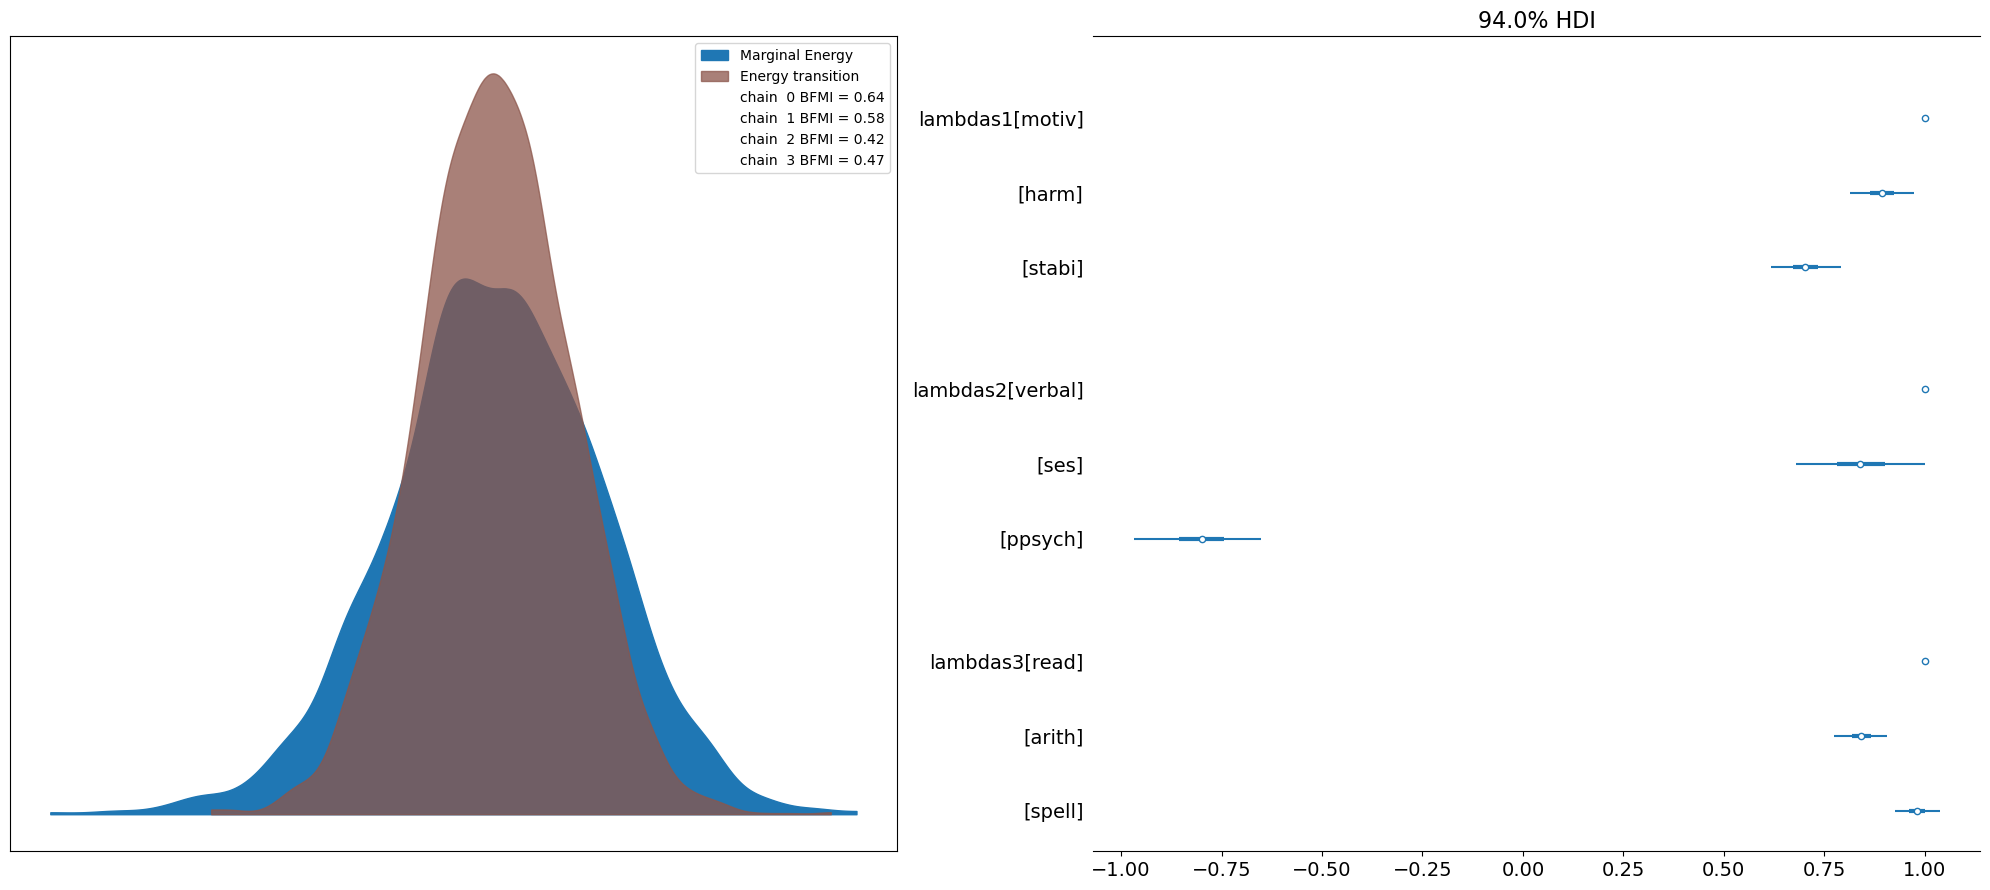 Marginal Energy
Energy transition
chain  0 BFMI = 0.64
chain  1 BFMI = 0.58
chain  2 BFMI = 0.42
chain  3 BFMI = 0.47
94.0% HDI
lambdas1[motiv]
[harm]
[stabi]
lambdas2[verbal]
[ses]
[ppsych]
lambdas3[read]
[arith]
[spell]
−1.00 −0.75 −0.50 −0.25 0.00 0.25 0.50 0.75 1.00